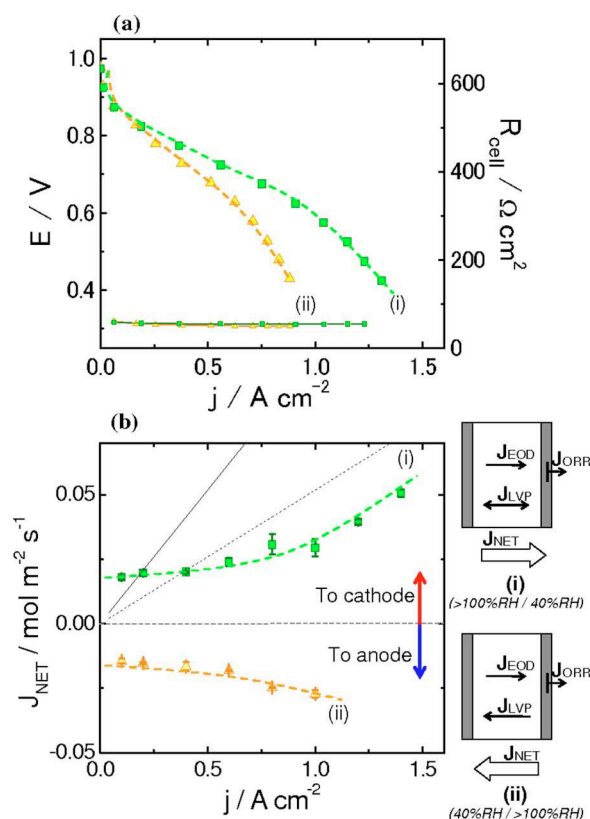 (a)
1.0
0.8
0.6
0.4
E / V
600
400
200
0
R_cell / Ω cm²
(ii)
(i)
0.0
0.5
1.0
1.5
j / A cm⁻²
(b)
0.05
0.00
-0.05
J_NET / mol m⁻² s⁻¹
(i)
To cathode
To anode
(ii)
0.0
0.5
1.0
1.5
j / A cm⁻²
J_EOD
J_ORR
J_LVP
J_NET
(i)
(>100%RH / 40%RH)
J_EOD
J_ORR
J_LVP
J_NET
(ii)
(40%RH / >100%RH)